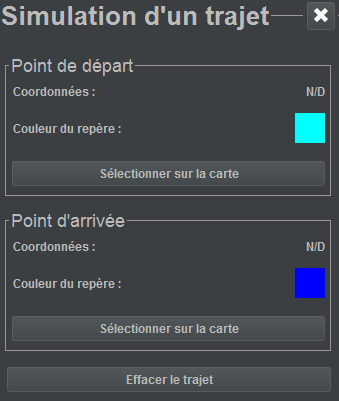 Simulation d'un trajet
Point de départ
Coordonnées : N/D
Couleur du repère :
Sélectionner sur la carte
Point d'arrivée
Coordonnées : N/D
Couleur du repère :
Sélectionner sur la carte
Effacer le trajet